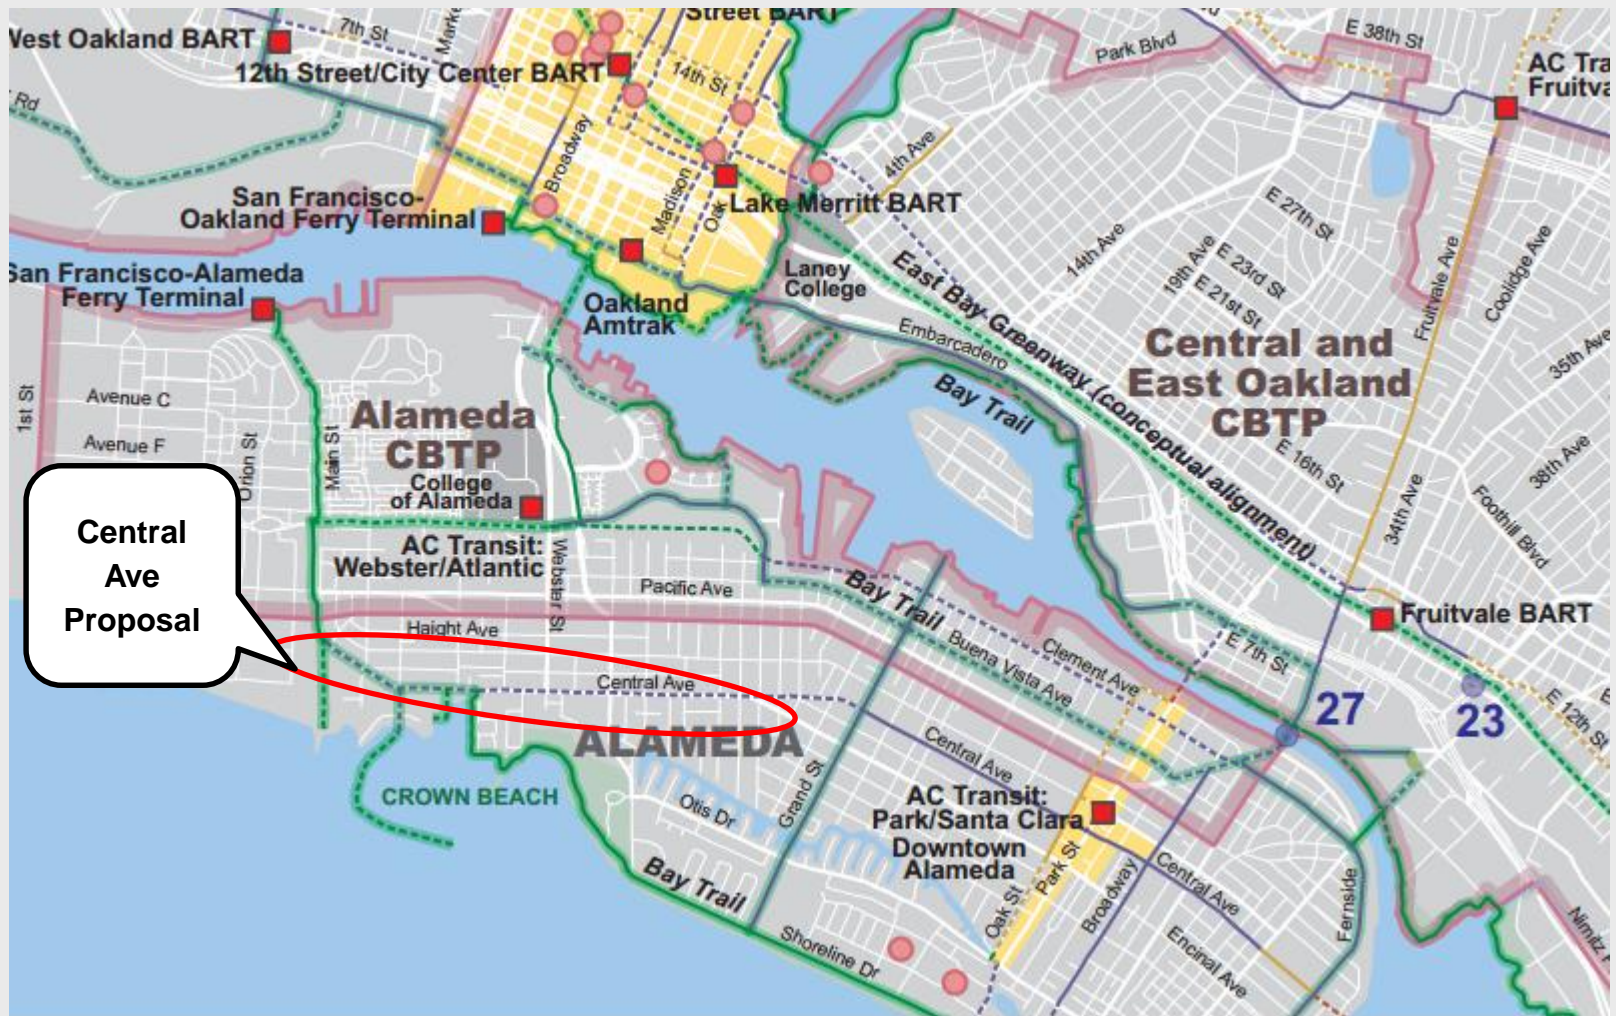 Street BART
West Oakland BART
7th St
Marke
12th Street/City Center BART
14th St
Park Blvd
E 38th St
AC Tra
Fruitva
Rd
Broadway
4th Ave
San Francisco-
Oakland Ferry Terminal
Madison
Oak
Lake Merritt BART
E 27th St
14th Ave
19th Ave
E 23rd St
E 21st St
Fruitvale Ave
Coolidge Ave
San Francisco-Alameda
Ferry Terminal
Laney
College
Oakland
Amtrak
East Bay Greenway (conceptual alignment)
Embarcadero
Central and
East Oakland
CBTP
35th Ave
1st St
Avenue C
Avenue F
Orion St
Main St
Alameda
CBTP
College
of Alameda
Bay Trail
E 16th St
34th Ave
38th Ave
Foothill Blvd
Central
Ave
Proposal
AC Transit:
Webster/Atlantic
Webster St
Pacific Ave
Bay Trail
Fruitvale BART
Haight Ave
Buena Vista Ave
Clement Ave
E 7th St
Central Ave
27
23
E 12th St
ALAMEDA
Central Ave
CROWN BEACH
Otis Dr
Grand St
AC Transit:
Park/Santa Clara
Downtown
Alameda
Bay Trail
Oak St
Park St
Broadway
Central Ave
Fernside
Shoreline Dr
Encinal Ave
Nimitz F